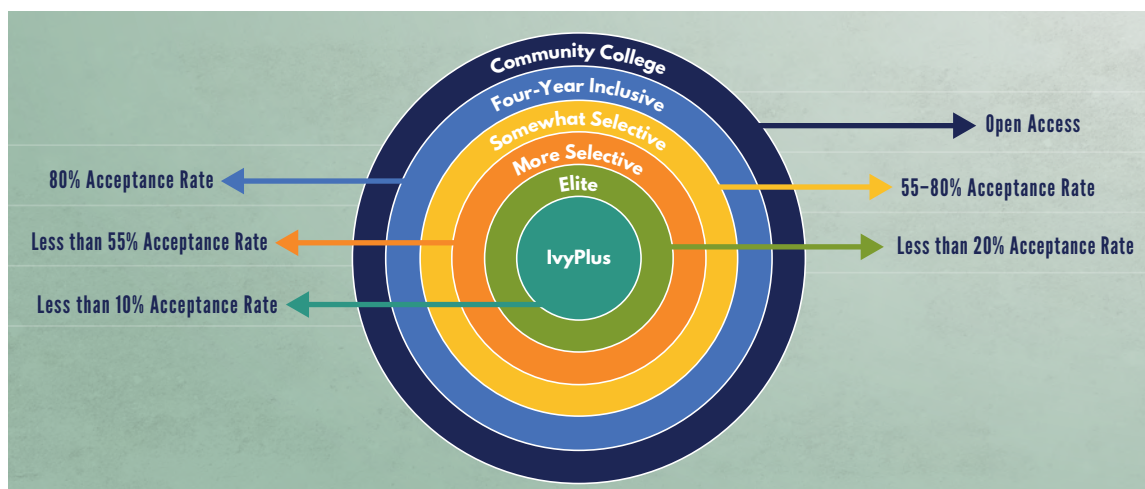 Community College
Four-Year Inclusive
Somewhat Selective
More Selective
Elite
IvyPlus
Open Access
80% Acceptance Rate
55–80% Acceptance Rate
Less than 55% Acceptance Rate
Less than 20% Acceptance Rate
Less than 10% Acceptance Rate